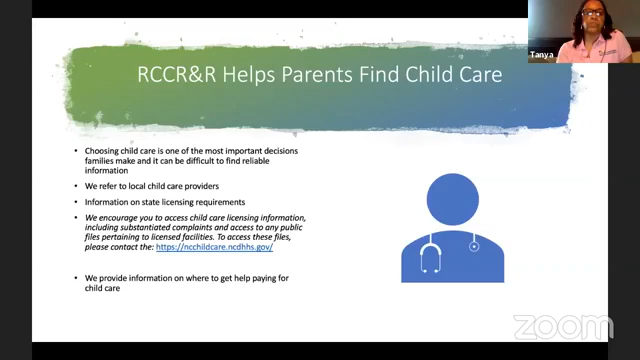 Tanya
RCCR&R Helps Parents Find Child Care
• Choosing child care is one of the most important decisions
families make and it can be difficult to find reliable
information
• We refer to local child care providers
• Information on state licensing requirements
• We encourage you to access child care licensing information,
including substantiated complaints and access to any public
files pertaining to licensed facilities. To access these files,
please contact the: https://ncchildcare.ncdhhs.gov/
• We provide information on where to get help paying for
child care
zoom